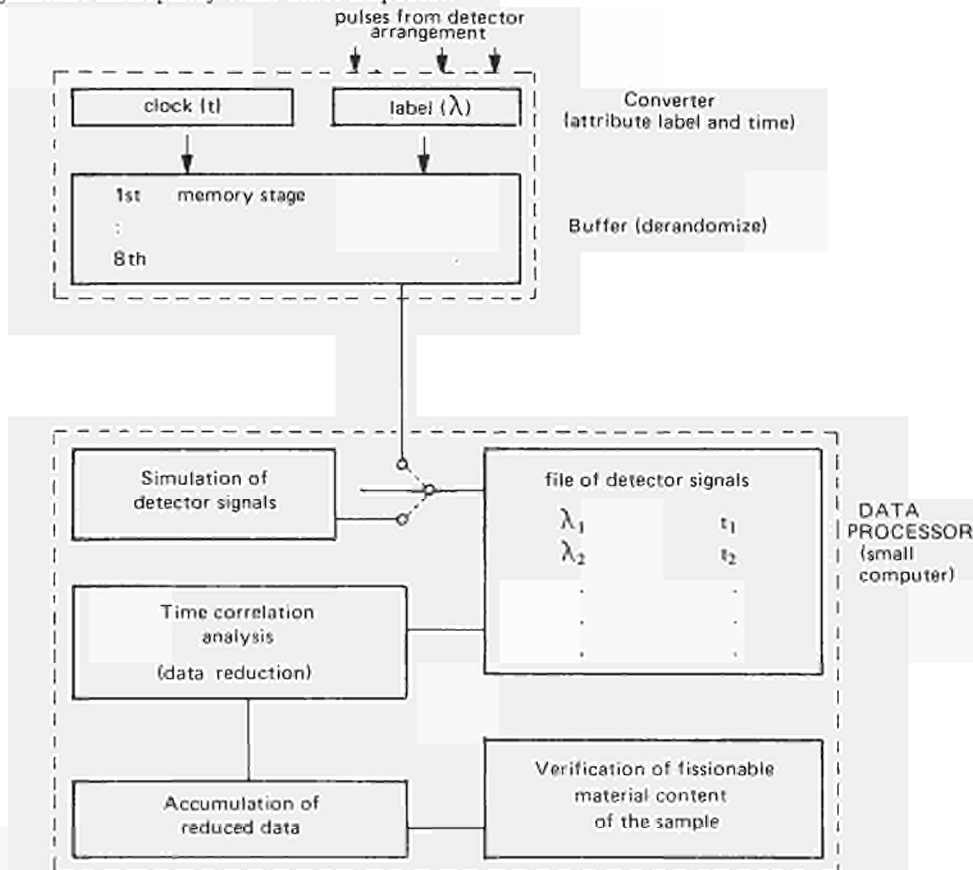 pulses from detector
arrangement
clock (t)
label (λ)
Converter
(attribute label and time)
1st memory stage
:
8th
Buffer (derandomize)
Simulation of
detector signals
file of detector signals
λ1 t1
λ2 t2
. .
. .
. .
DATA
PROCESSOR
(small
computer)
Time correlation
analysis
(data reduction)
Accumulation of
reduced data
Verification of fissionable
material content
of the sample